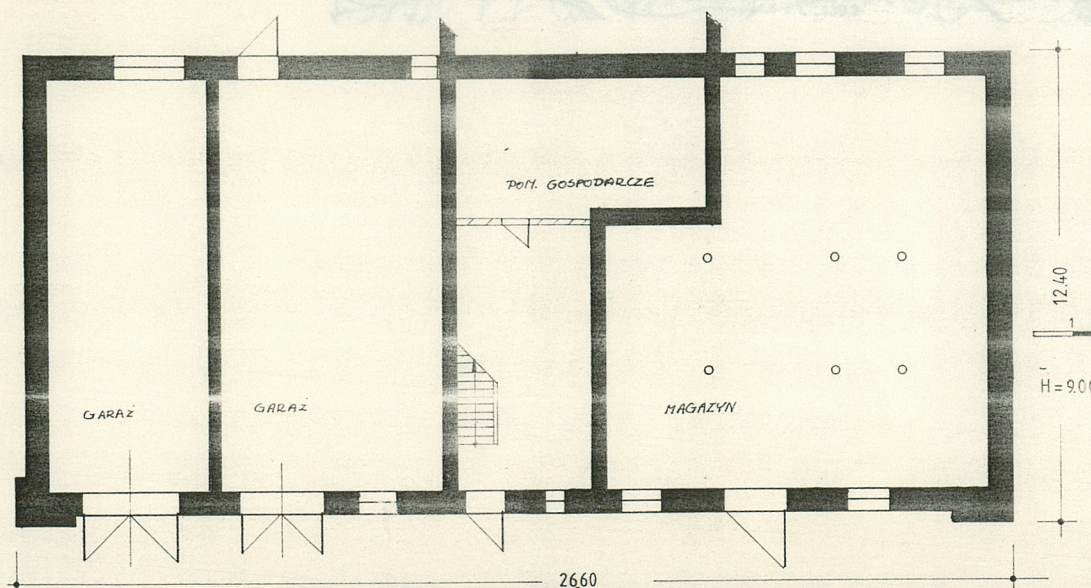 POM. GOSPODARCZE
12.40
1
H=9.00
GARAŻ
GARAŻ
MAGAZYN
2660